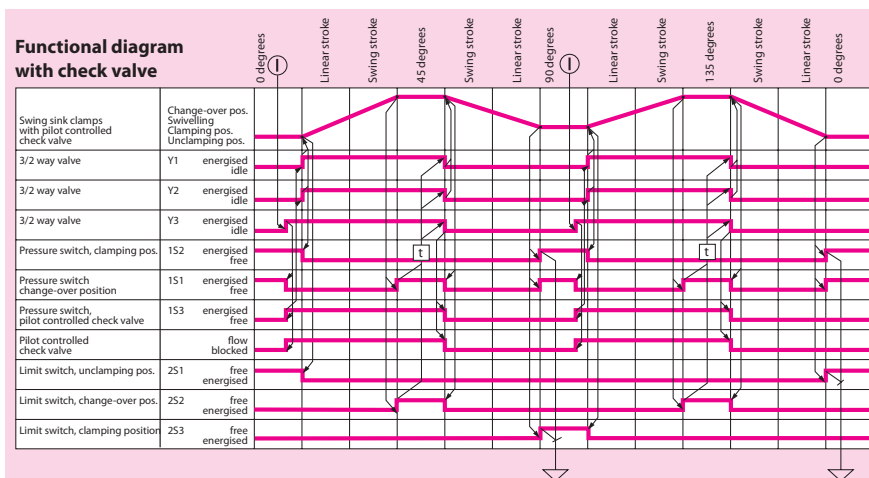 Functional diagram
with check valve
0 degrees
I
Linear stroke
Swing stroke
45 degrees
Swing stroke
Linear stroke
90 degrees
I
Linear stroke
Swing stroke
135 degrees
Swing stroke
Linear stroke
0 degrees
Swing sink clamps
with pilot controlled
check valve
Change-over pos.
Swivelling
Clamping pos.
Unclamping pos.
3/2 way valve Y1 energised
idle
3/2 way valve Y2 energised
idle
3/2 way valve Y3 energised
idle
Pressure switch, clamping pos. 1S2 energised
free
t
t
Pressure switch
change-over position
1S1 energised
free
Pressure switch,
pilot controlled check valve
1S3 energised
free
Pilot controlled
check valve
flow
blocked
Limit switch, unclamping pos. 2S1 free
energised
Limit switch, change-over pos. 2S2 free
energised
Limit switch, clamping position 2S3 free
energised